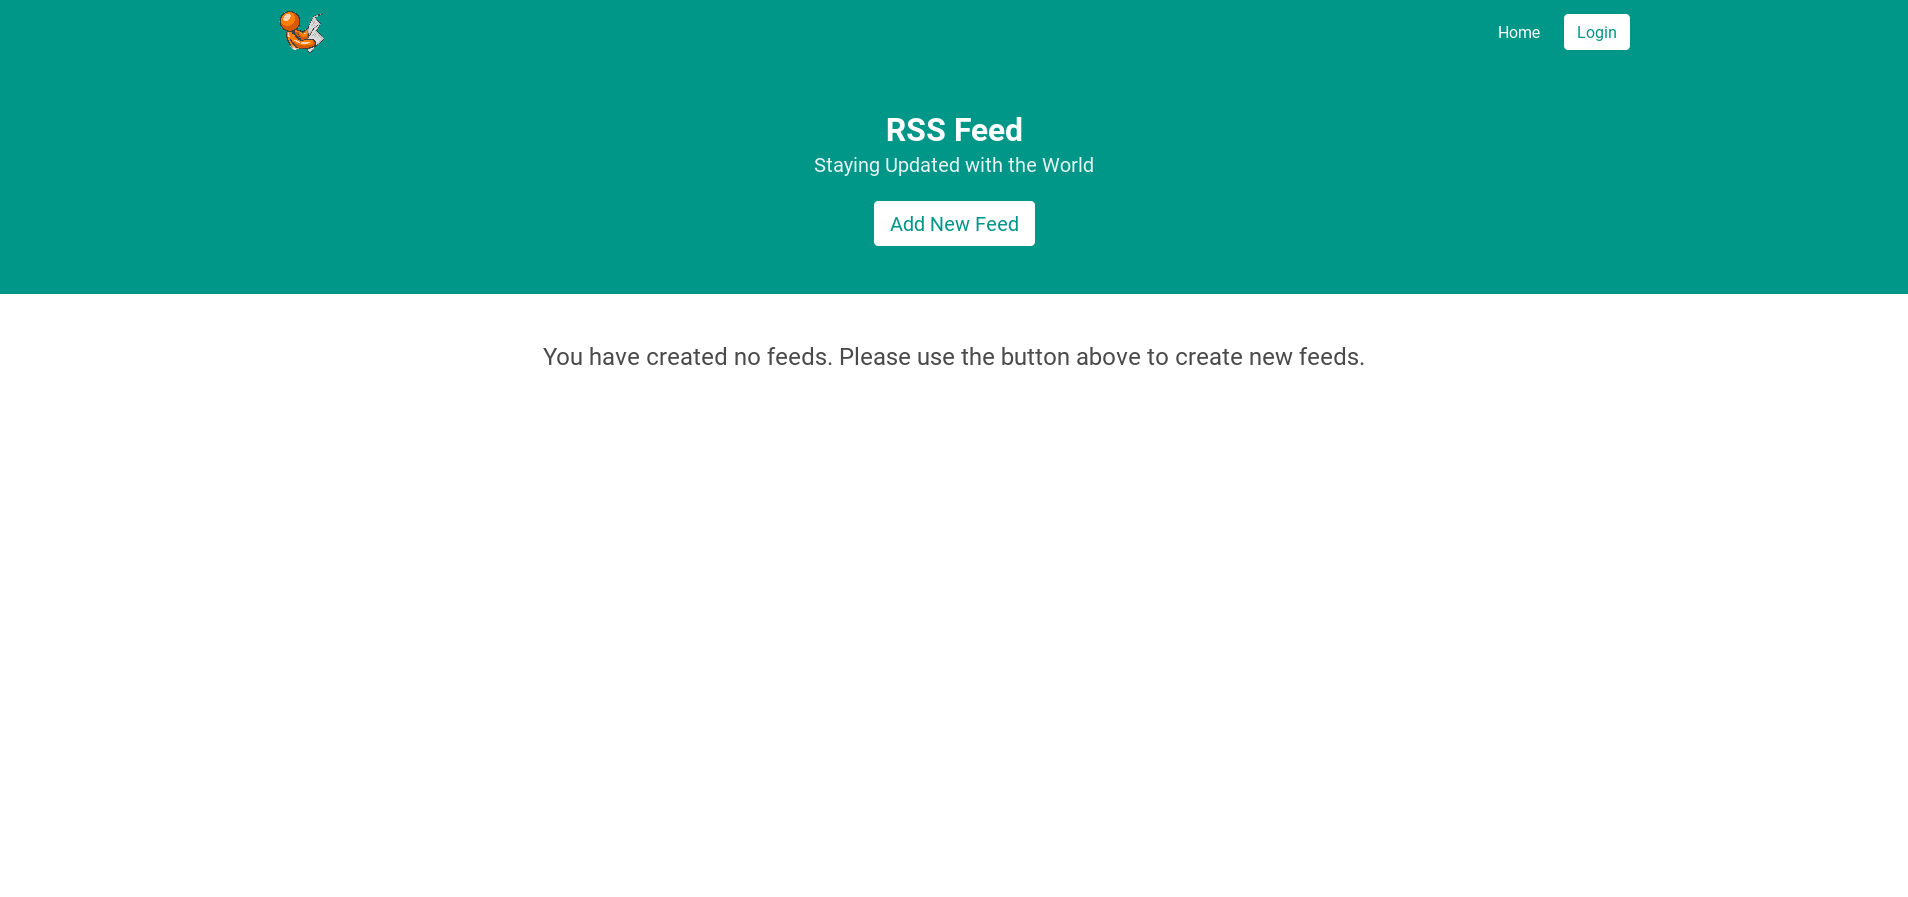 Home
Login
RSS Feed
Staying Updated with the World
Add New Feed
You have created no feeds. Please use the button above to create new feeds.